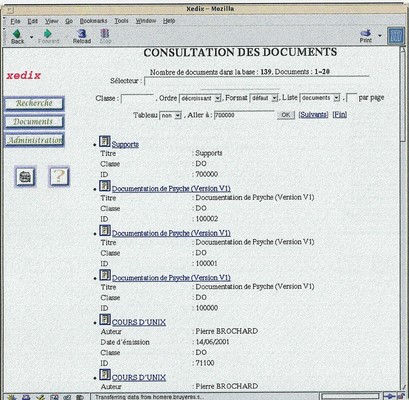 Xedix - Mozilla
File Edit View Go Bookmarks Tools Window Help
Back Forward Reload Stop Print
CONSULTATION DES DOCUMENTS
xedix
Nombre de documents dans la base : 139, Documents : 1-20
Sélecteur :
Classe : , Ordre décroissant , Format défaut , Liste documents , par page
Tableau non , Aller à : 700000 OK [Suivants] [Fin]
Recherche
Documents
Administration
?
Supports
Titre : Supports
Classe : DO
ID : 700000
Documentation de Psyche (Version V1)
Titre : Documentation de Psyche (Version V1)
Classe : DO
ID : 100002
Documentation de Psyche (Version V1)
Titre : Documentation de Psyche (Version V1)
Classe : DO
ID : 100001
Documentation de Psyche (Version V1)
Titre : Documentation de Psyche (Version V1)
Classe : DO
ID : 100000
COURS D'UNIX
Auteur : Pierre BROCHARD
Date d'émission : 14/06/2001
Classe : DO
ID : 71100
COURS D'UNIX
Auteur : Pierre BROCHARD
Transferring data from homere.bruyeres.c...